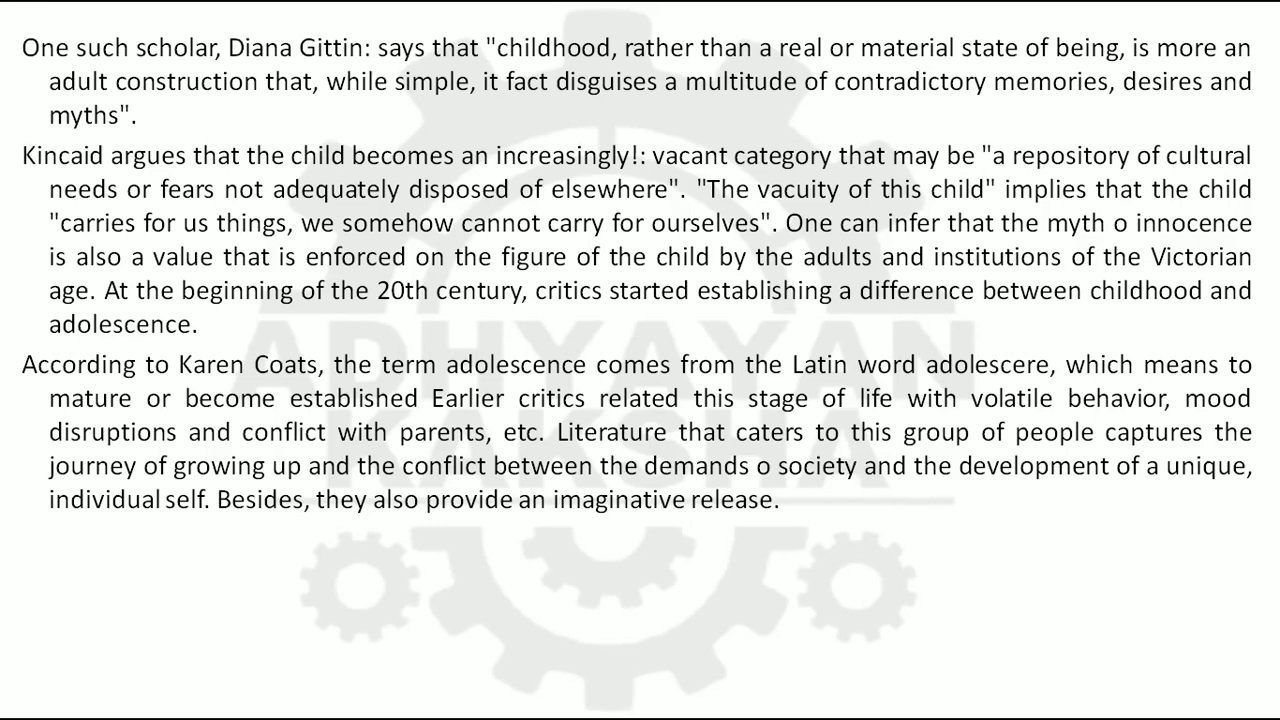 One such scholar, Diana Gittin: says that "childhood, rather than a real or material state of being, is more an
adult construction that, while simple, it fact disguises a multitude of contradictory memories, desires and
myths".
Kincaid argues that the child becomes an increasingly!: vacant category that may be "a repository of cultural
needs or fears not adequately disposed of elsewhere". "The vacuity of this child" implies that the child
"carries for us things, we somehow cannot carry for ourselves". One can infer that the myth o innocence
is also a value that is enforced on the figure of the child by the adults and institutions of the Victorian
age. At the beginning of the 20th century, critics started establishing a difference between childhood and
adolescence.
According to Karen Coats, the term adolescence comes from the Latin word adolescere, which means to
mature or become established Earlier critics related this stage of life with volatile behavior, mood
disruptions and conflict with parents, etc. Literature that caters to this group of people captures the
journey of growing up and the conflict between the demands o society and the development of a unique,
individual self. Besides, they also provide an imaginative release.
ADHYAYAN
KAKSHA